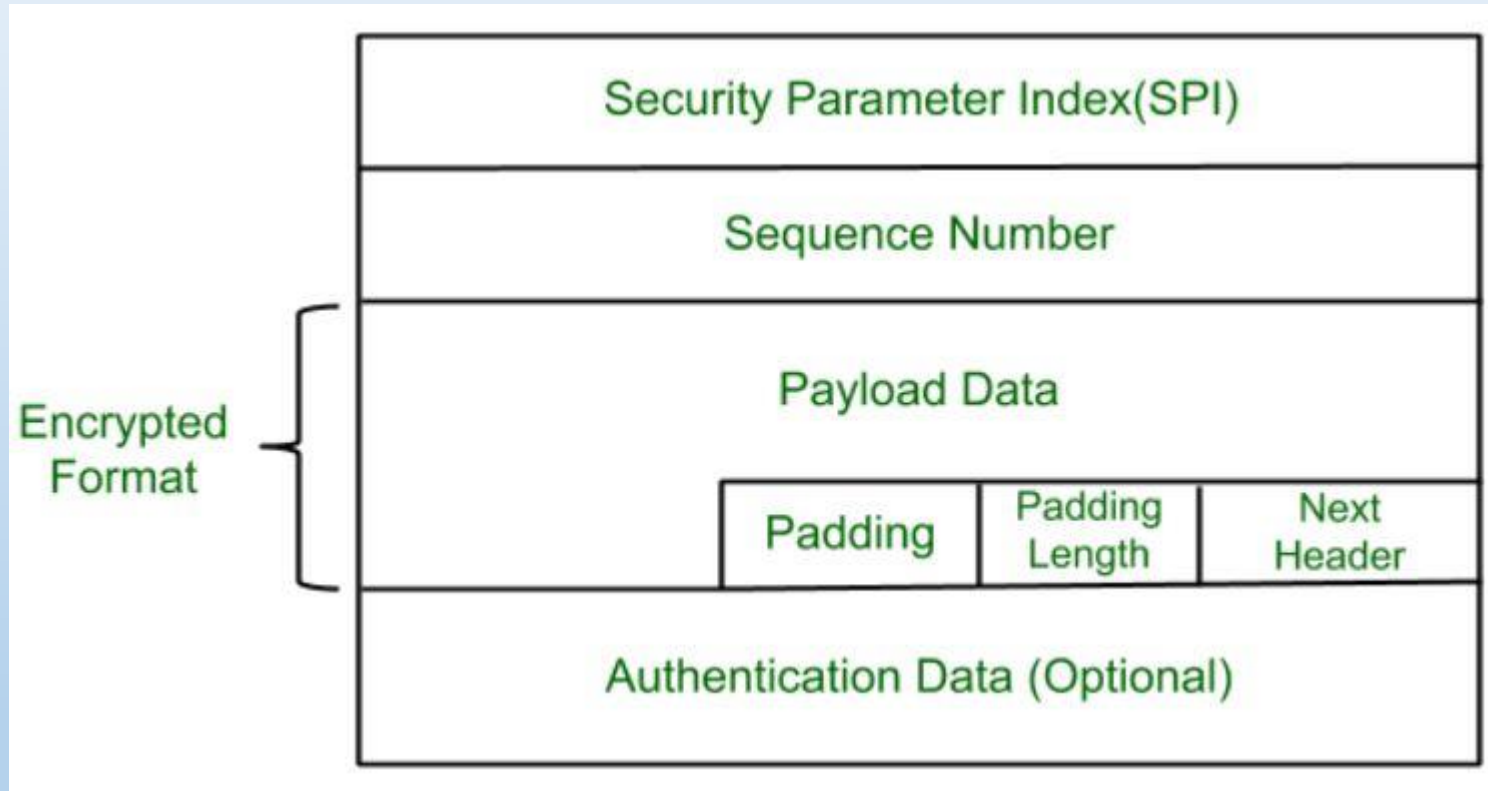 Security Parameter Index(SPI)
Sequence Number
Payload Data
Encrypted
Format
Padding
Padding
Length
Next
Header
Authentication Data (Optional)